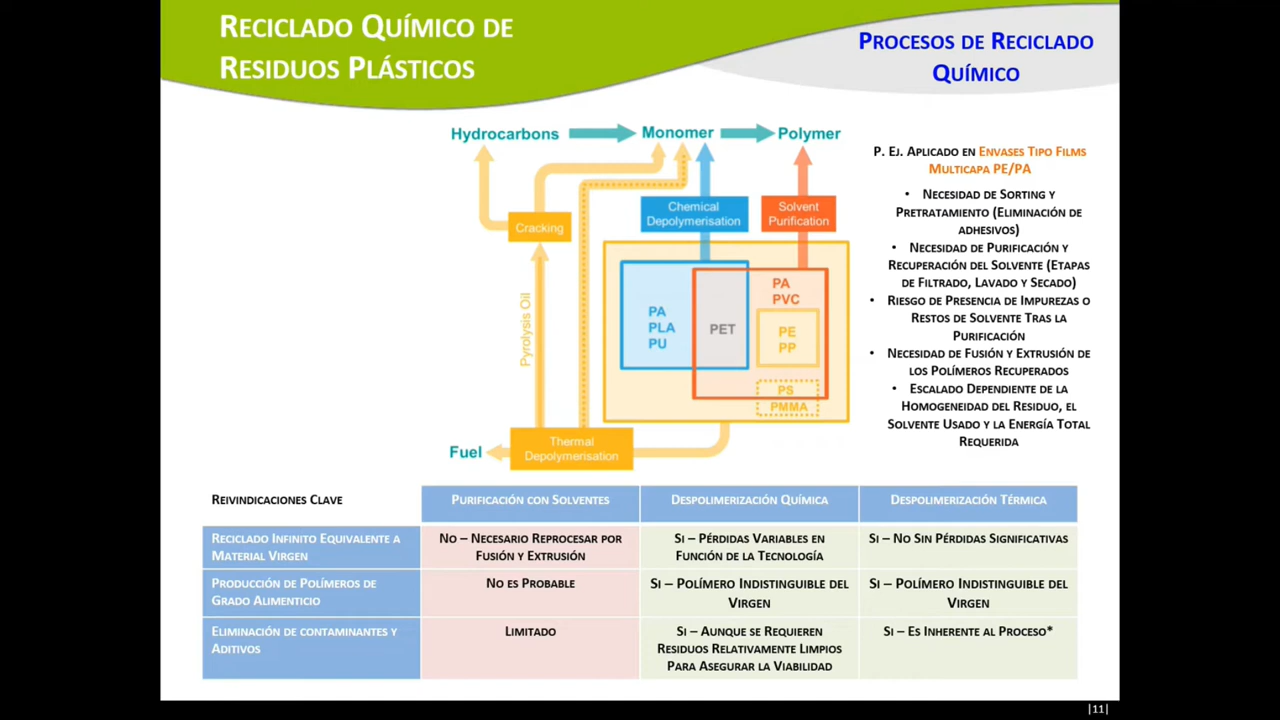 RECICLADO QUÍMICO DE
RESIDUOS PLÁSTICOS
PROCESOS DE RECICLADO
QUÍMICO
Hydrocarbons
Monomer
Polymer
Chemical
Depolymerisation
Solvent
Purification
Cracking
Pyrolysis Oil
PA
PLA
PU
PET
PA
PVC
PE
PP
PS
PMMA
Fuel
Thermal
Depolymerisation
P. EJ. APLICADO EN ENVASES TIPO FILMS
MULTICAPA PE/PA
• NECESIDAD DE SORTING Y
PRETRATAMIENTO (ELIMINACIÓN DE
ADHESIVOS)
• NECESIDAD DE PURIFICACIÓN Y
RECUPERACIÓN DEL SOLVENTE (ETAPAS
DE FILTRADO, LAVADO Y SECADO)
• RIESGO DE PRESENCIA DE IMPUREZAS O
RESTOS DE SOLVENTE TRAS LA
PURIFICACIÓN
• NECESIDAD DE FUSIÓN Y EXTRUSIÓN DE
LOS POLÍMEROS RECUPERADOS
• ESCALADO DEPENDIENTE DE LA
HOMOGENEIDAD DEL RESIDUO, EL
SOLVENTE USADO Y LA ENERGÍA TOTAL
REQUERIDA
REIVINDICACIONES CLAVE
PURIFICACIÓN CON SOLVENTES
DESPOLIMERIZACIÓN QUÍMICA
DESPOLIMERIZACIÓN TÉRMICA
RECICLADO INFINITO EQUIVALENTE A
MATERIAL VIRGEN
NO – NECESARIO REPROCESAR POR
FUSIÓN Y EXTRUSIÓN
SI – PÉRDIDAS VARIABLES EN
FUNCIÓN DE LA TECNOLOGÍA
SI – NO SIN PÉRDIDAS SIGNIFICATIVAS
PRODUCCIÓN DE POLÍMEROS DE
GRADO ALIMENTICIO
NO ES PROBABLE
SI – POLÍMERO INDISTINGUIBLE DEL
VIRGEN
SI – POLÍMERO INDISTINGUIBLE DEL
VIRGEN
ELIMINACIÓN DE CONTAMINANTES Y
ADITIVOS
LIMITADO
SI – AUNQUE SE REQUIEREN
RESIDUOS RELATIVAMENTE LIMPIOS
PARA ASEGURAR LA VIABILIDAD
SI – ES INHERENTE AL PROCESO*
|11|